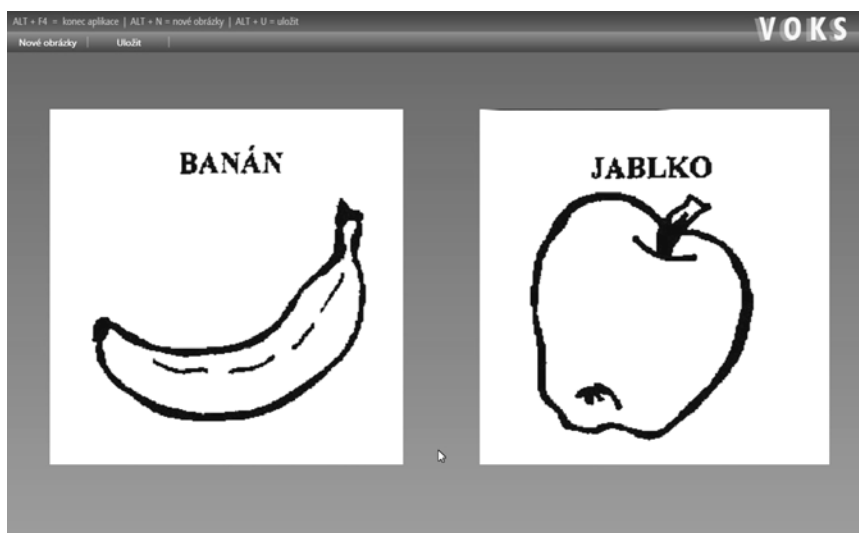 ALT + F4 = konec aplikace | ALT + N = nové obrázky | ALT + U = uložit
VOKS
Nové obrázky | Uložit |
BANÁN
JABLKO